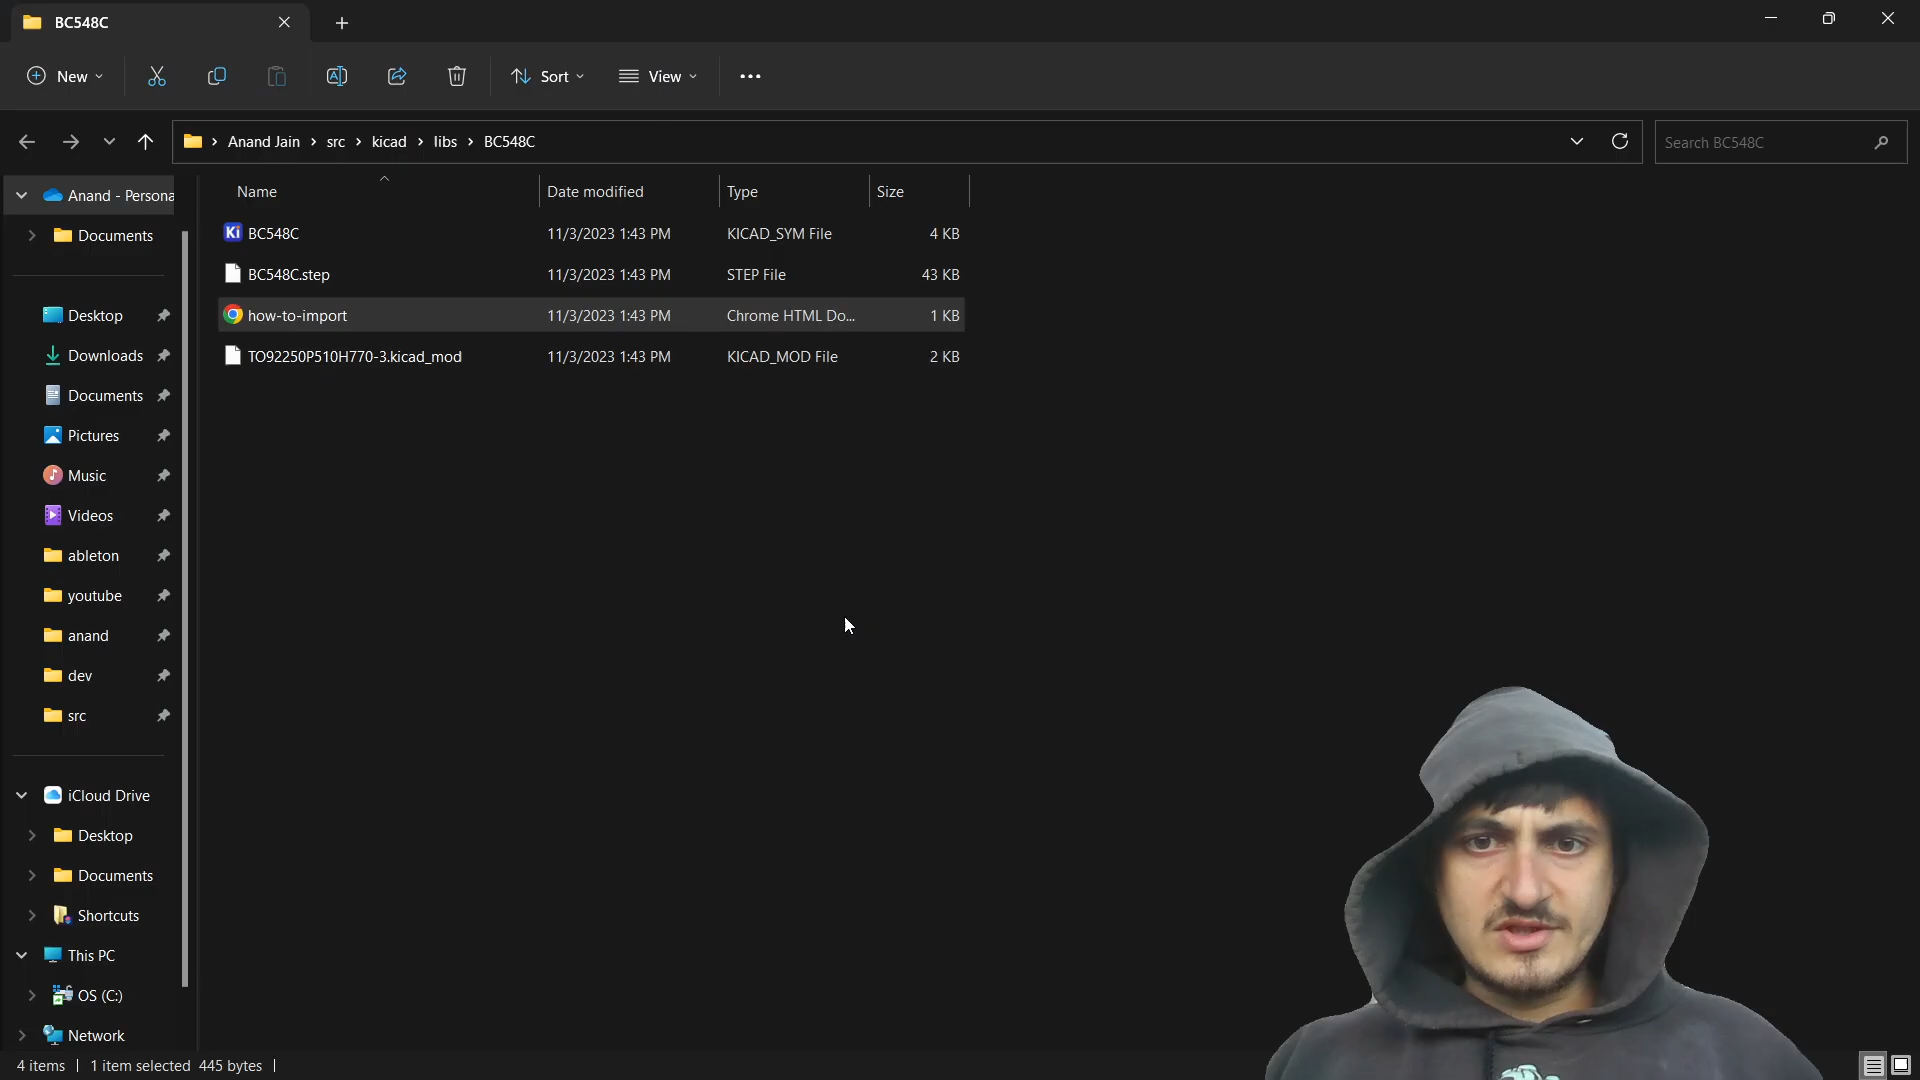 BC548C
New
Sort
View
Anand Jain > src > kicad > libs > BC548C
Search BC548C
Anand - Persona
Documents
Desktop
Downloads
Documents
Pictures
Music
Videos
ableton
youtube
anand
dev
src
iCloud Drive
Desktop
Documents
Shortcuts
This PC
OS (C:)
Network
Name Date modified Type Size
Ki BC548C 11/3/2023 1:43 PM KICAD_SYM File 4 KB
BC548C.step 11/3/2023 1:43 PM STEP File 43 KB
how-to-import 11/3/2023 1:43 PM Chrome HTML Do... 1 KB
TO92250P510H770-3.kicad_mod 11/3/2023 1:43 PM KICAD_MOD File 2 KB
4 items 1 item selected 445 bytes